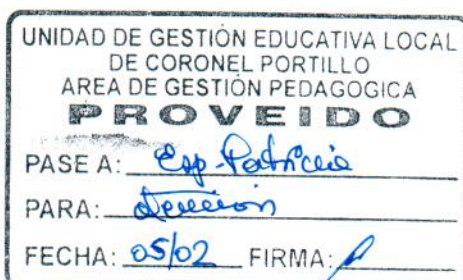 UNIDAD DE GESTIÓN EDUCATIVA LOCAL
DE CORONEL PORTILLO
AREA DE GESTIÓN PEDAGOGICA
PROVEIDO
PASE A: Esp. Patricia
PARA:
FECHA: 05/02 FIRMA: